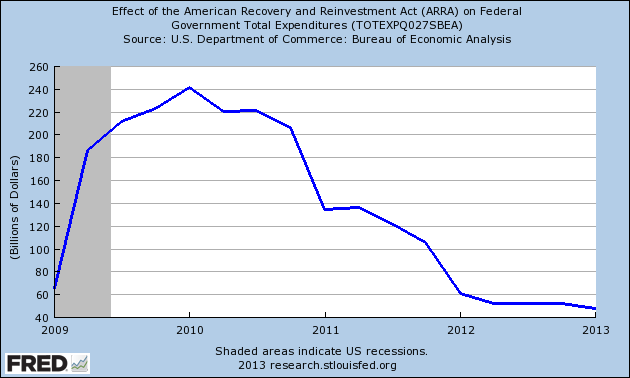 Effect of the American Recovery and Reinvestment Act (ARRA) on Federal
Government Total Expenditures (TOTEXPQ027SBEA)
Source: U.S. Department of Commerce: Bureau of Economic Analysis
(Billions of Dollars)
260
240
220
200
180
160
140
120
100
80
60
40
2009
2010
2011
2012
2013
Shaded areas indicate US recessions.
2013 research.stlouisfed.org
FRED